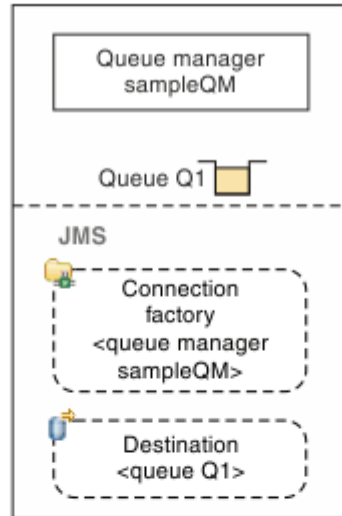 Queue manager
sampleQM
Queue Q1
JMS
Connection
factory
<queue manager
sampleQM>
Destination
<queue Q1>